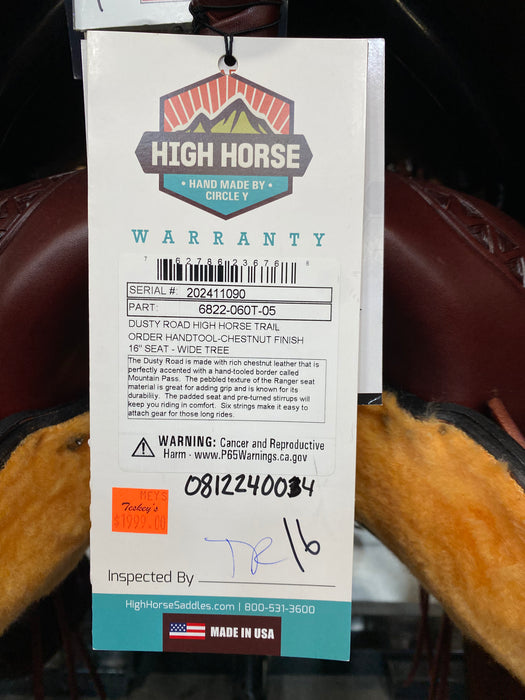 HIGH HORSE
• HAND MADE BY •
CIRCLE Y
WARRANTY
7 62786 23676 8
SERIAL #: 202411090
PART: 6822-060T-05
DUSTY ROAD HIGH HORSE TRAIL
ORDER HANDTOOL-CHESTNUT FINISH
16" SEAT - WIDE TREE
The Dusty Road is made with rich chestnut leather that is
perfectly accented with a hand-tooled border called
Mountain Pass. The pebbled texture of the Ranger seat
material is great for adding grip and is known for its
durability. The padded seat and pre-turned stirrups will
keep you riding in comfort. Six strings make it easy to
attach gear for those long rides.
WARNING: Cancer and Reproductive
Harm - www.P65Warnings.ca.gov
0812240034
MEYS
Teskey's
$1999.00
TR 16
Inspected By
HighHorseSaddles.com | 800-531-3600
MADE IN USA